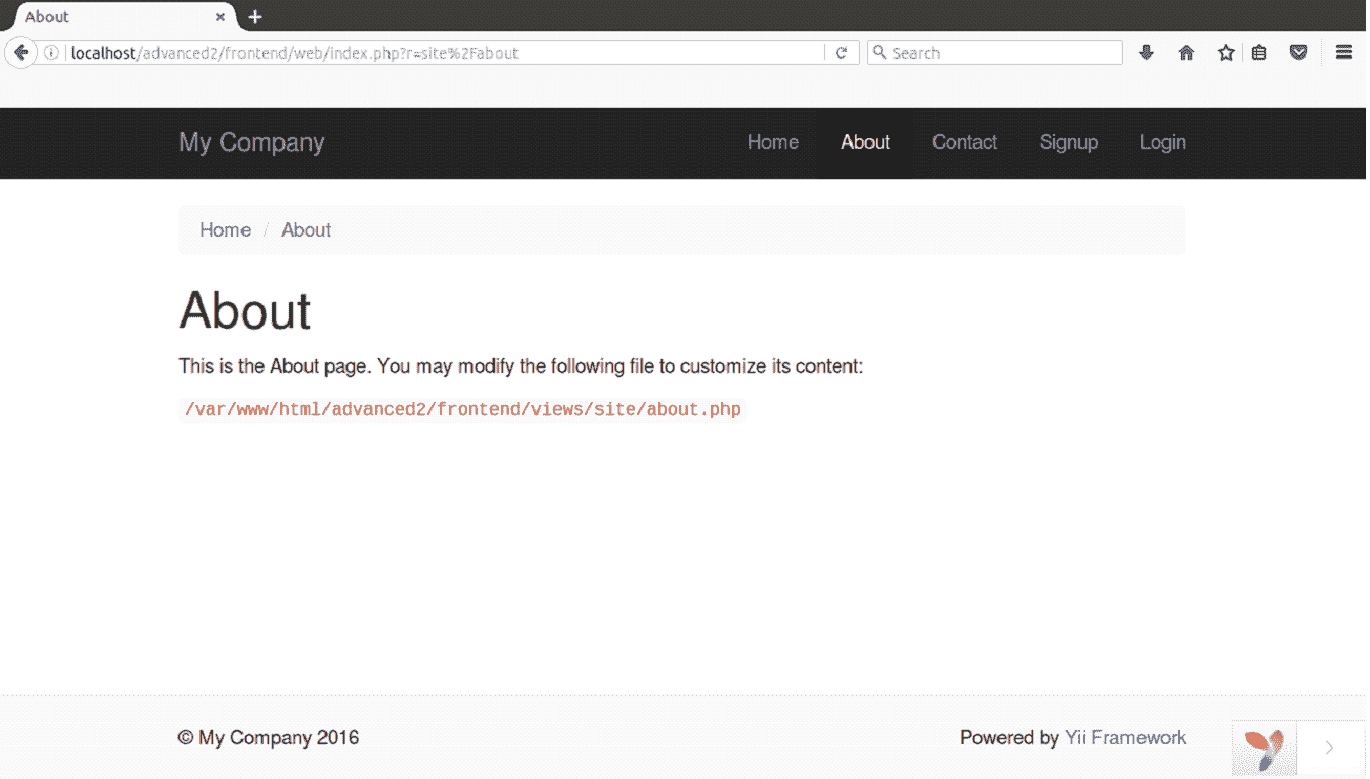 About
localhost/advanced2/frontend/web/index.php?r=site%2Fabout
Search
My Company
Home
About
Contact
Signup
Login
Home / About
About
This is the About page. You may modify the following file to customize its content:
/var/www/html/advanced2/frontend/views/site/about.php
© My Company 2016
Powered by Yii Framework